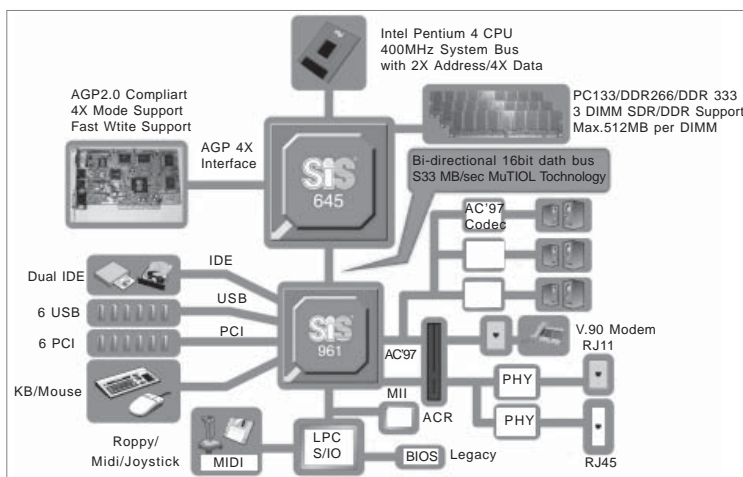 Intel Pentium 4 CPU
400MHz System Bus
with 2X Address/4X Data
AGP2.0 Compliart
4X Mode Support
Fast Wtite Support
PC133/DDR266/DDR 333
3 DIMM SDR/DDR Support
Max.512MB per DIMM
AGP 4X
Interface
SiS
645
Bi-directional 16bit dath bus
S33 MB/sec MuTIOL Tochnology
AC'97
Codec
Dual IDE
IDE
6 USB
USB
6 PCI
PCI
SiS
961
AC'97
V.90 Modem
RJ11
KB/Mouse
MII
ACR
PHY
PHY
RJ45
Roppy/
Midi/Joystick
MIDI
LPC
S/IO
BIOS
Legacy